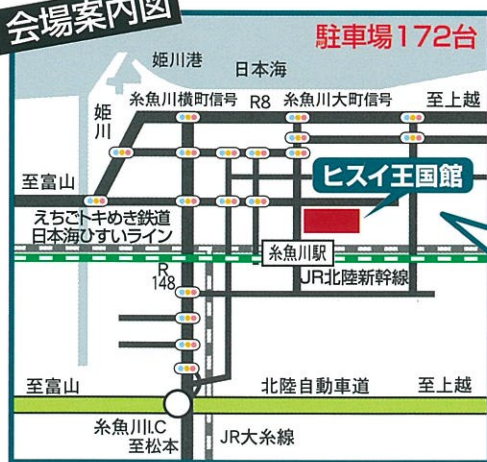 会場案内図
駐車場172台
姫川港
日本海
姫川
糸魚川横町信号
R8
糸魚川大町信号
至上越
至富山
ヒスイ王国館
えちごトキめき鉄道
日本海ひすいライン
糸魚川駅
R148
JR北陸新幹線
至富山
北陸自動車道
至上越
糸魚川I.C
至松本
JR大糸線